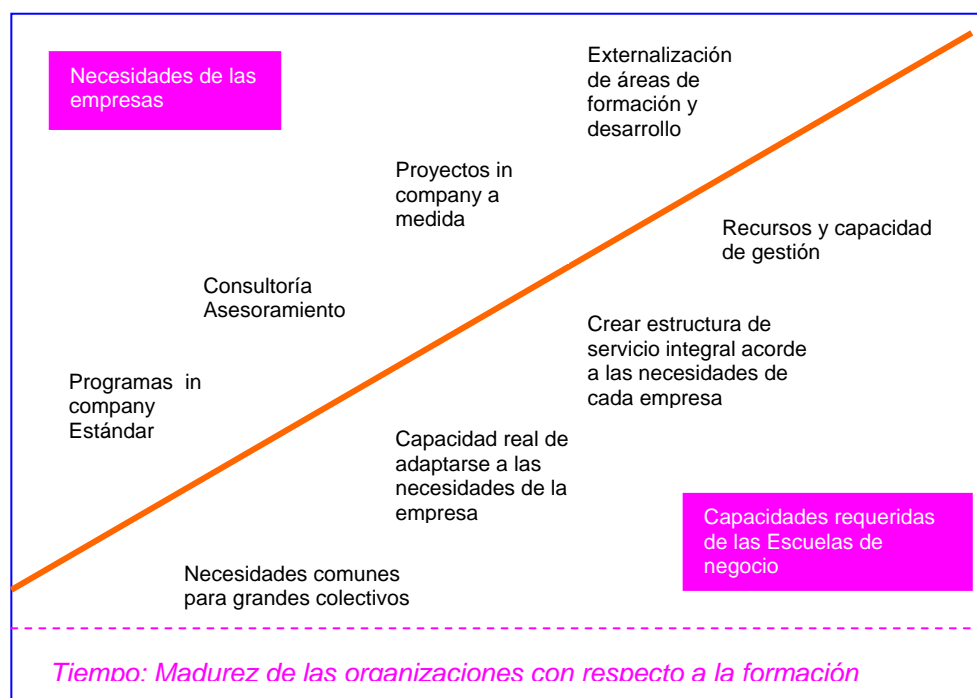 Necesidades de las
empresas
Externalización
de áreas de
formación y
desarrollo
Proyectos in
company a
medida
Recursos y capacidad
de gestión
Consultoría
Asesoramiento
Crear estructura de
servicio integral acorde
a las necesidades de
cada empresa
Programas in
company
Estándar
Capacidad real de
adaptarse a las
necesidades de la
empresa
Capacidades requeridas
de las Escuelas de
negocio
Necesidades comunes
para grandes colectivos
Tiempo: Madurez de las organizaciones con respecto a la formación